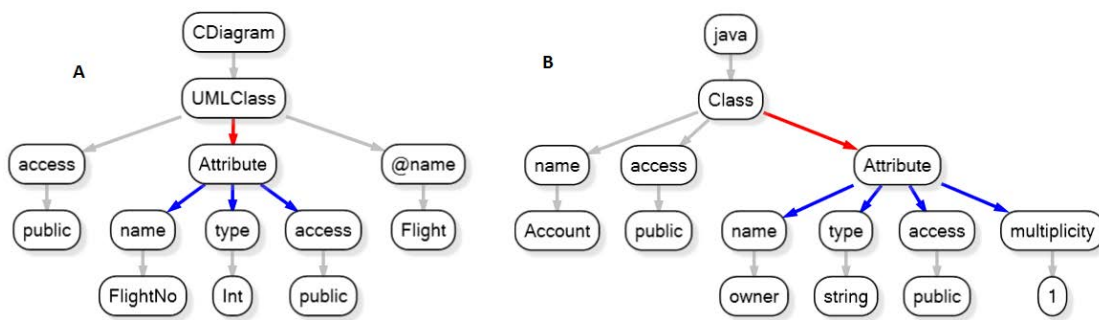 A
CDiagram
UMLClass
access
Attribute
@name
public
name
type
access
Flight
FlightNo
Int
public
B
java
Class
name
access
Attribute
Account
public
name
type
access
multiplicity
owner
string
public
1